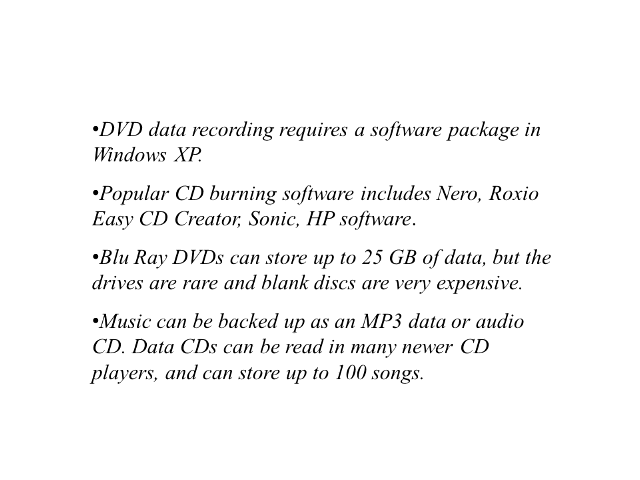 •DVD data recording requires a software package in
Windows XP.
•Popular CD burning software includes Nero, Roxio
Easy CD Creator, Sonic, HP software.
•Blu Ray DVDs can store up to 25 GB of data, but the
drives are rare and blank discs are very expensive.
•Music can be backed up as an MP3 data or audio
CD. Data CDs can be read in many newer CD
players, and can store up to 100 songs.